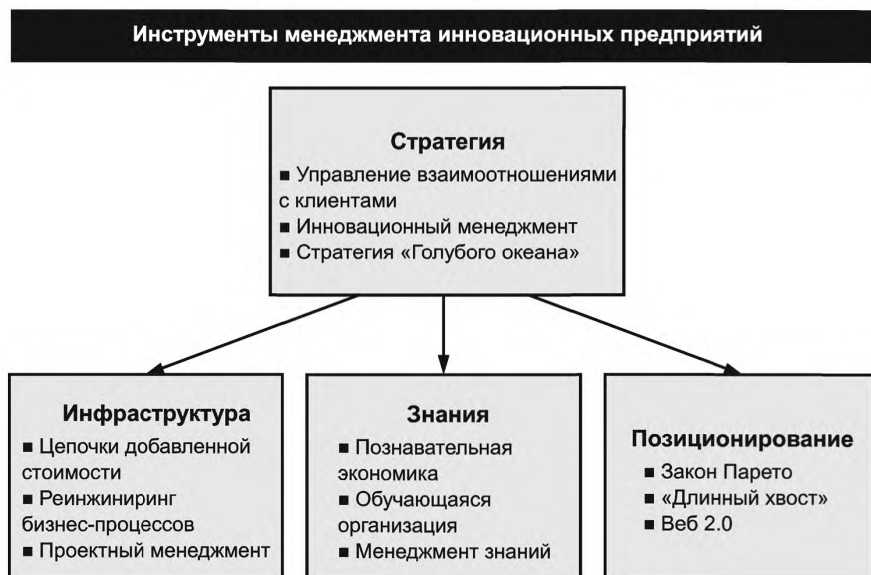 Инструменты менеджмента инновационных предприятий
Стратегия
■ Управление взаимоотношениями
с клиентами
■ Инновационный менеджмент
■ Стратегия «Голубого океана»
Инфраструктура
■ Цепочки добавленной
стоимости
■ Реинжиниринг
бизнес-процессов
■ Проектный менеджмент
Знания
■ Познавательная
экономика
■ Обучающаяся
организация
■ Менеджмент знаний
Позиционирование
■ Закон Парето
■ «Длинный хвост»
■ Веб 2.0